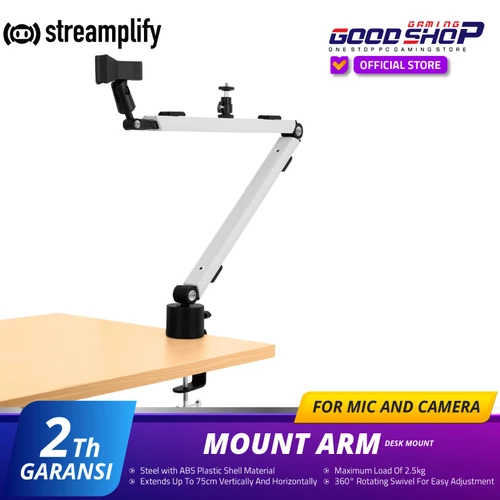 streamplify
GAMING
GOODSHOP
ONE STOP PC GAMING STORE
OFFICIAL STORE
FOR MIC AND CAMERA
2Th
GARANSI
MOUNT ARM DESK MOUNT
• Steel with ABS Plastic Shell Material
• Extends Up To 75cm Vertically And Horizontally
• Maximum Load Of 2.5kg
• 360° Rotating Swivel For Easy Adjustment